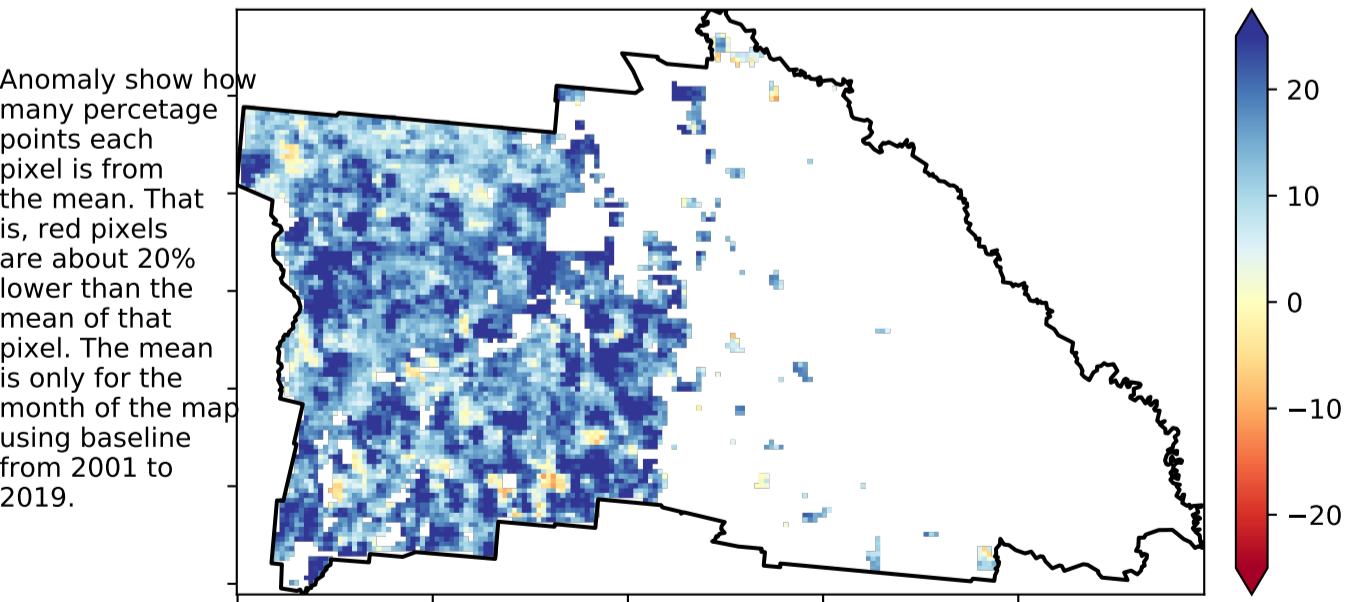 Anomaly show how
many percetage
points each
pixel is from
the mean. That
is, red pixels
are about 20%
lower than the
mean of that
pixel. The mean
is only for the
month of the map
using baseline
from 2001 to
2019.
20
10
0
−10
−20